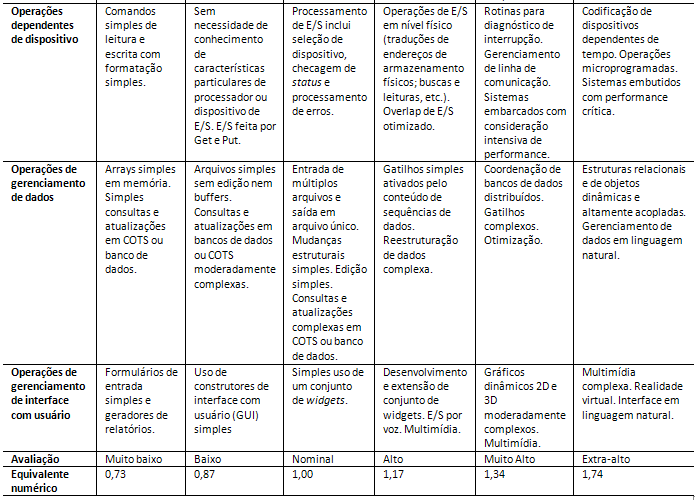 Operações
dependentes
de dispositivo
Comandos
simples de
leitura e
escrita com
formatação
simples.
Sem
necessidade de
conhecimento
de
características
particulares de
processador ou
dispositivo de
E/S. E/S feita por
Get e Put.
Processamento
de E/S inclui
seleção de
dispositivo,
checagem de
status e
processamento
de erros.
Operações de E/S
em nível físico
(traduções de
endereços de
armazenamento
físicos; buscas e
leituras, etc.).
Overlap de E/S
otimizado.
Rotinas para
diagnóstico de
interrupção.
Gerenciamento
de linha de
comunicação.
Sistemas
embarcados com
consideração
intensiva de
performance.
Codificação de
dispositivos
dependentes de
tempo. Operações
microprogramadas.
Sistemas embutidos
com performance
crítica.
Operações de
gerenciamento
de dados
Arrays simples
em memória.
Simples
consultas e
atualizações
em COTS ou
banco de
dados.
Arquivos simples
sem edição nem
buffers.
Consultas e
atualizações em
bancos de dados
ou COTS
moderadamente
complexas.
Entrada de
múltiplos
arquivos e
saída em
arquivo único.
Mudanças
estruturais
simples. Edição
simples.
Consultas e
atualizações
complexas em
COTS ou banco
de dados.
Gatilhos simples
ativados pelo
conteúdo de
sequências de
dados.
Reestruturação
de dados
complexa.
Coordenação de
bancos de dados
distribuídos.
Gatilhos
complexos.
Otimização.
Estruturas relacionais
e de objetos
dinâmicas e
altamente acopladas.
Gerenciamento de
dados em linguagem
natural.
Operações de
gerenciamento
de interface
com usuário
Formulários de
entrada
simples e
geradores de
relatórios.
Uso de
construtores de
interface com
usuário (GUI)
simples
Simples uso de
um conjunto
de widgets.
Desenvolvimento
e extensão de
conjunto de
widgets. E/S por
voz. Multimídia.
Gráficos
dinâmicos 2D e
3D
moderadamente
complexos.
Multimídia.
Multimídia
complexa. Realidade
virtual. Interface em
linguagem natural.
Avaliação
Muito baixo
Baixo
Nominal
Alto
Muito Alto
Extra-alto
Equivalente
numérico
0,73
0,87
1,00
1,17
1,34
1,74